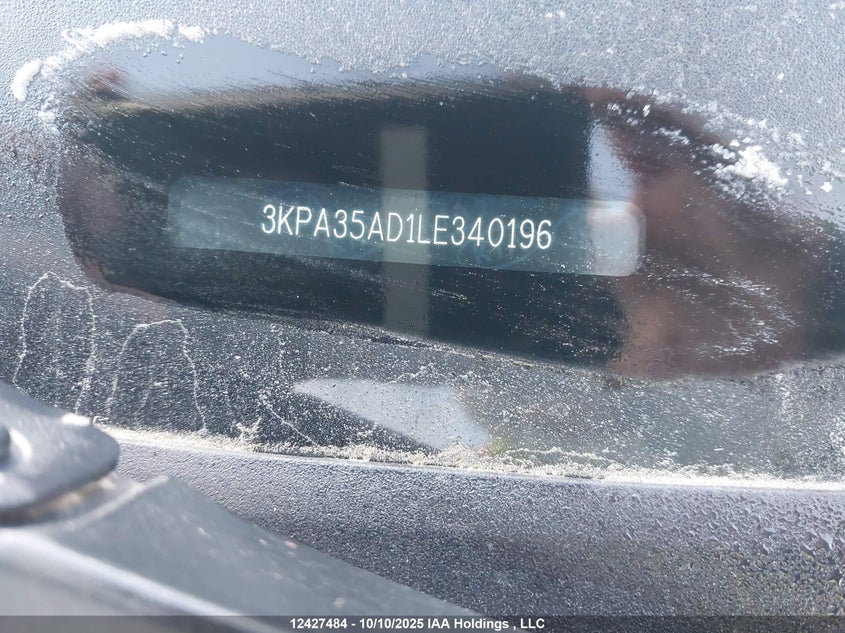 3KPA35AD1LE340196
12427484 - 10/10/2025 IAA Holdings , LLC